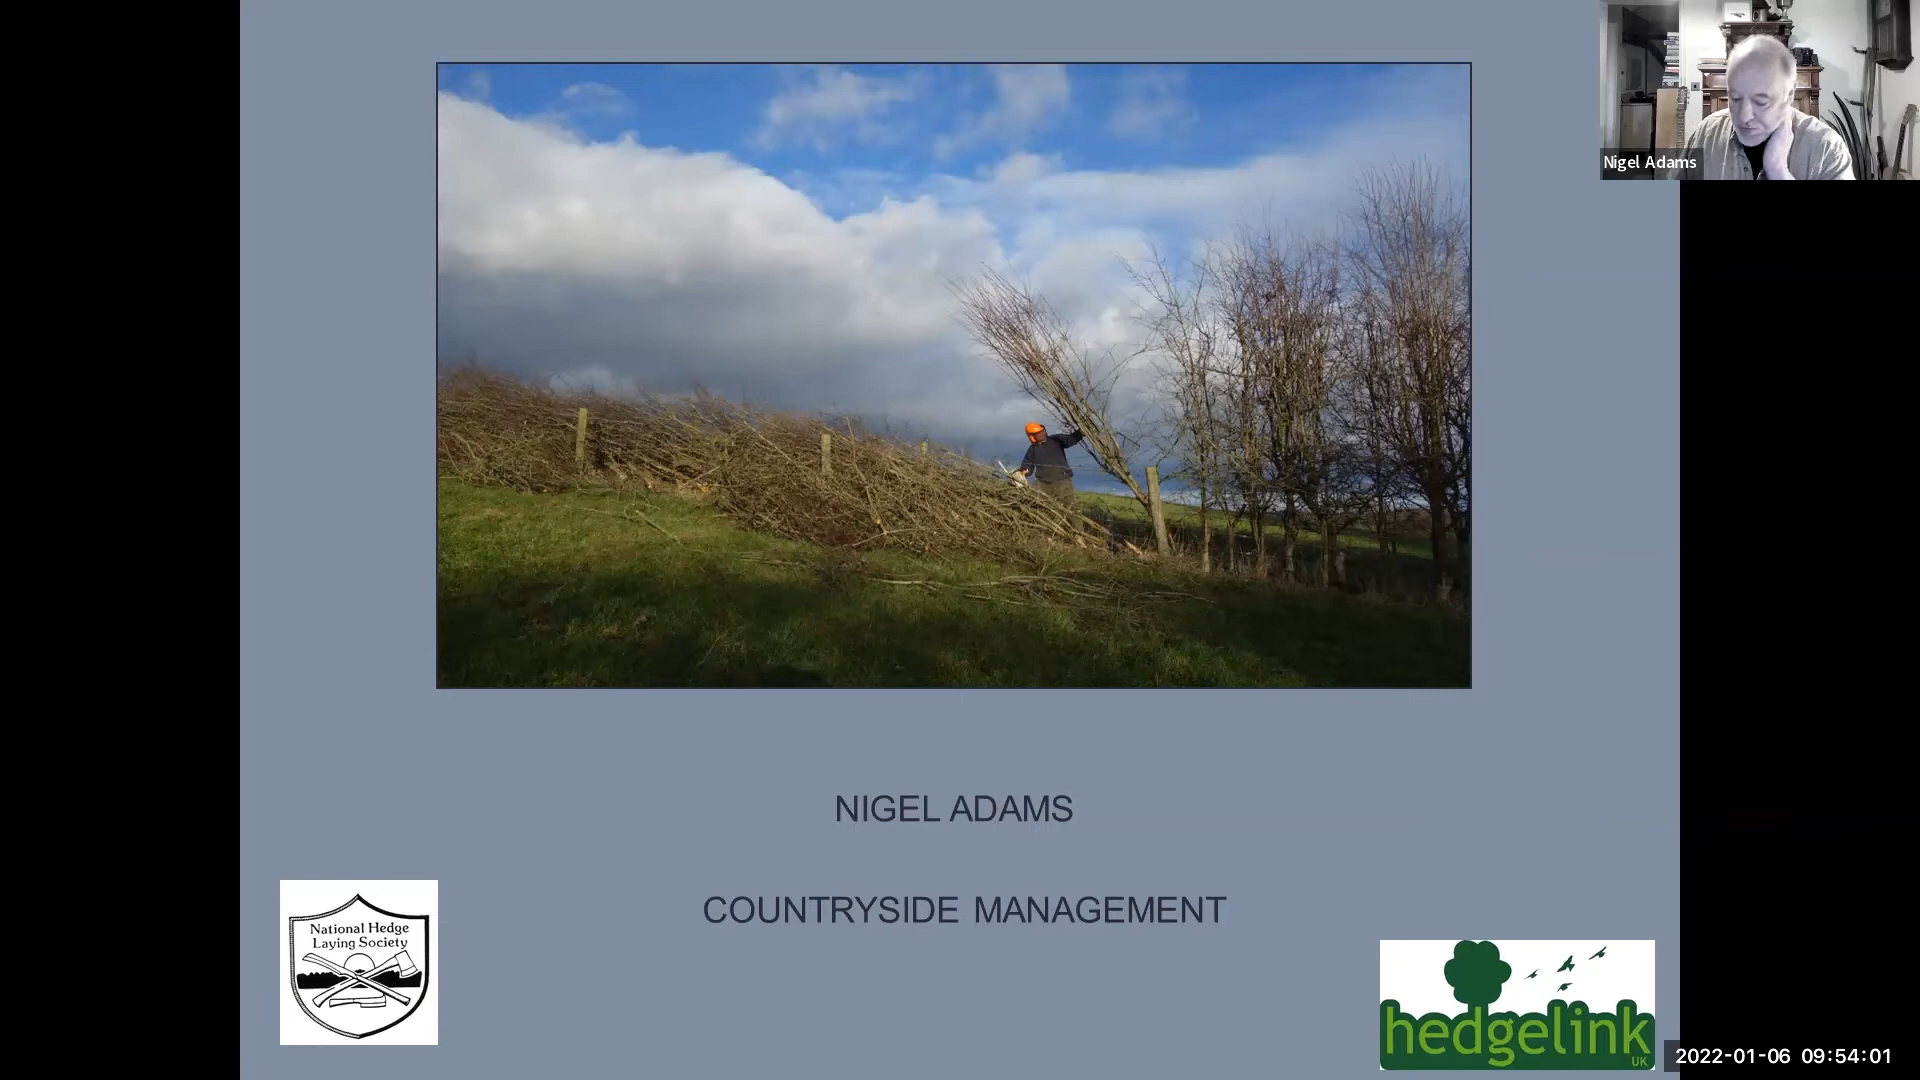 Nigel Adams
NIGEL ADAMS
COUNTRYSIDE MANAGEMENT
National Hedge
Laying Society
hedgelink
UK
2022-01-06 09:54:01